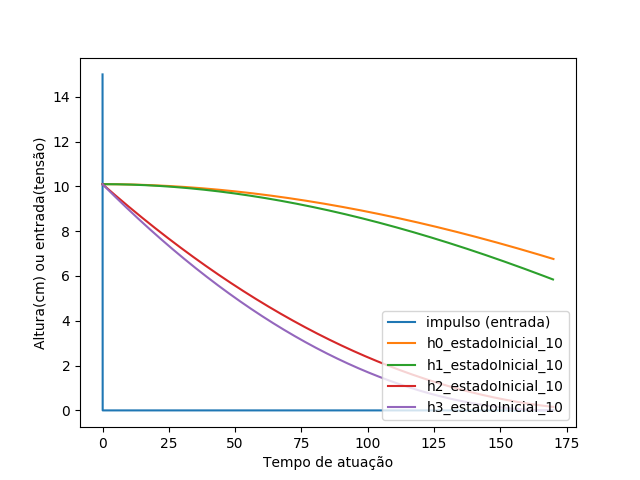 Altura(cm) ou entrada(tensão)
14
12
10
8
6
4
2
0
impulso (entrada)
h0_estadoInicial_10
h1_estadoInicial_10
h2_estadoInicial_10
h3_estadoInicial_10
0 25 50 75 100 125 150 175
Tempo de atuação